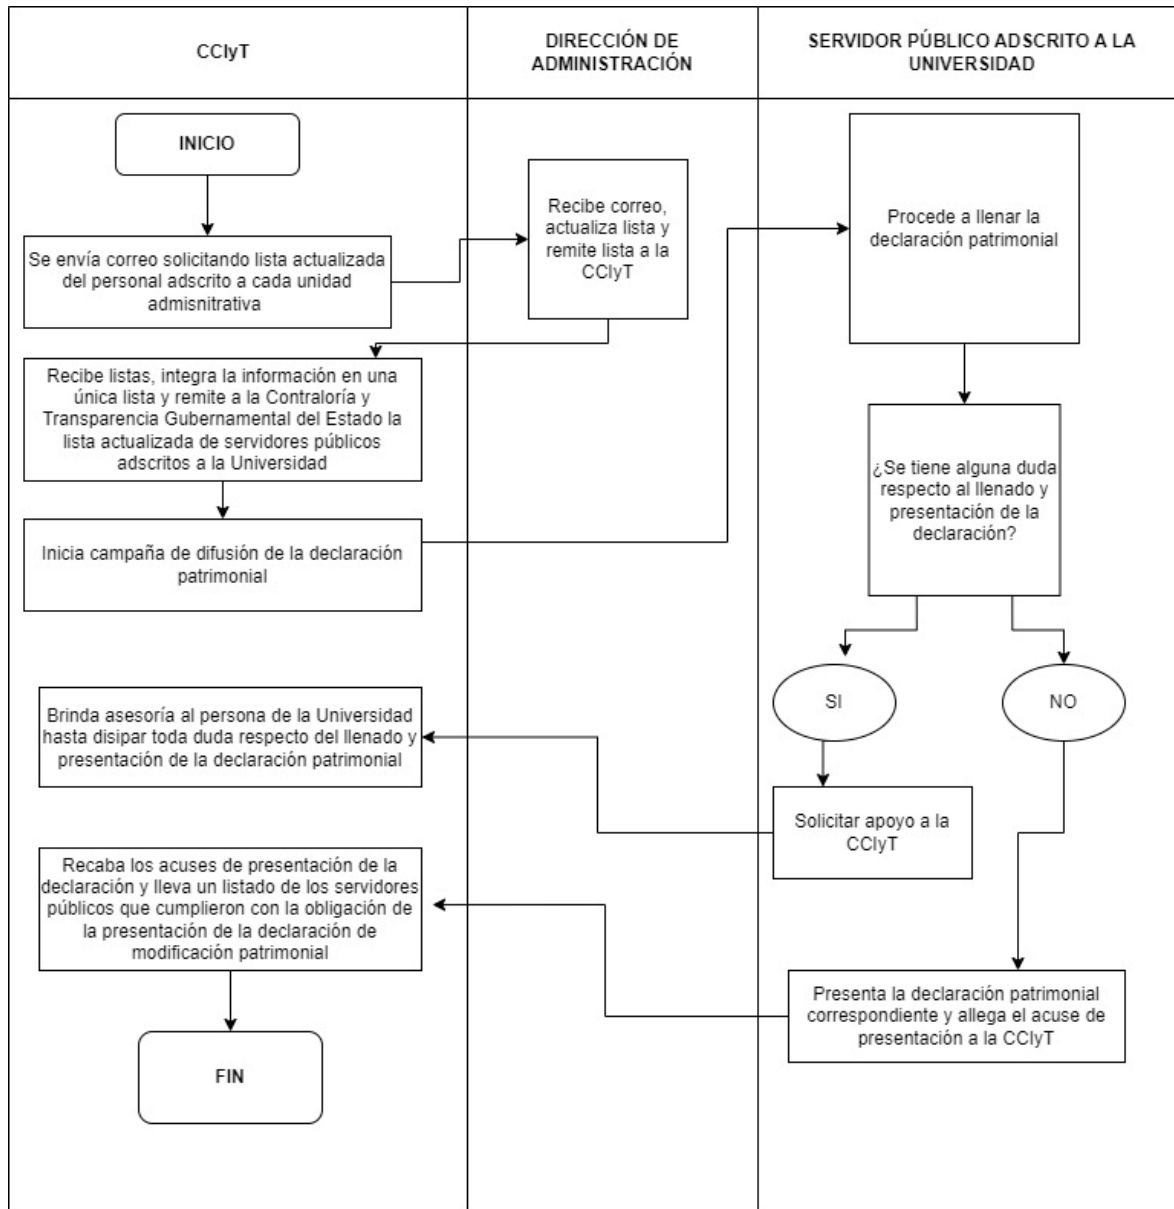 CCIyT
DIRECCIÓN DE
ADMINISTRACIÓN
SERVIDOR PÚBLICO ADSCRITO A LA
UNIVERSIDAD
INICIO
Se envía correo solicitando lista actualizada
del personal adscrito a cada unidad
admisnitrativa
Recibe correo,
actualiza lista y
remite lista a la
CCIyT
Recibe listas, integra la información en una
única lista y remite a la Contraloría y
Transparencia Gubernamental del Estado la
lista actualizada de servidores públicos
adscritos a la Universidad
Inicia campaña de difusión de la declaración
patrimonial
Procede a llenar la
declaración patrimonial
¿Se tiene alguna duda
respecto al llenado y
presentación de la
declaración?
SI
NO
Solicitar apoyo a la
CCIyT
Brinda asesoría al persona de la Universidad
hasta disipar toda duda respecto del llenado y
presentación de la declaración patrimonial
Presenta la declaración patrimonial
correspondiente y allega el acuse de
presentación a la CCIyT
Recaba los acuses de presentación de la
declaración y lleva un listado de los servidores
públicos que cumplieron con la obligación de
la presentación de la declaración de
modificación patrimonial
FIN